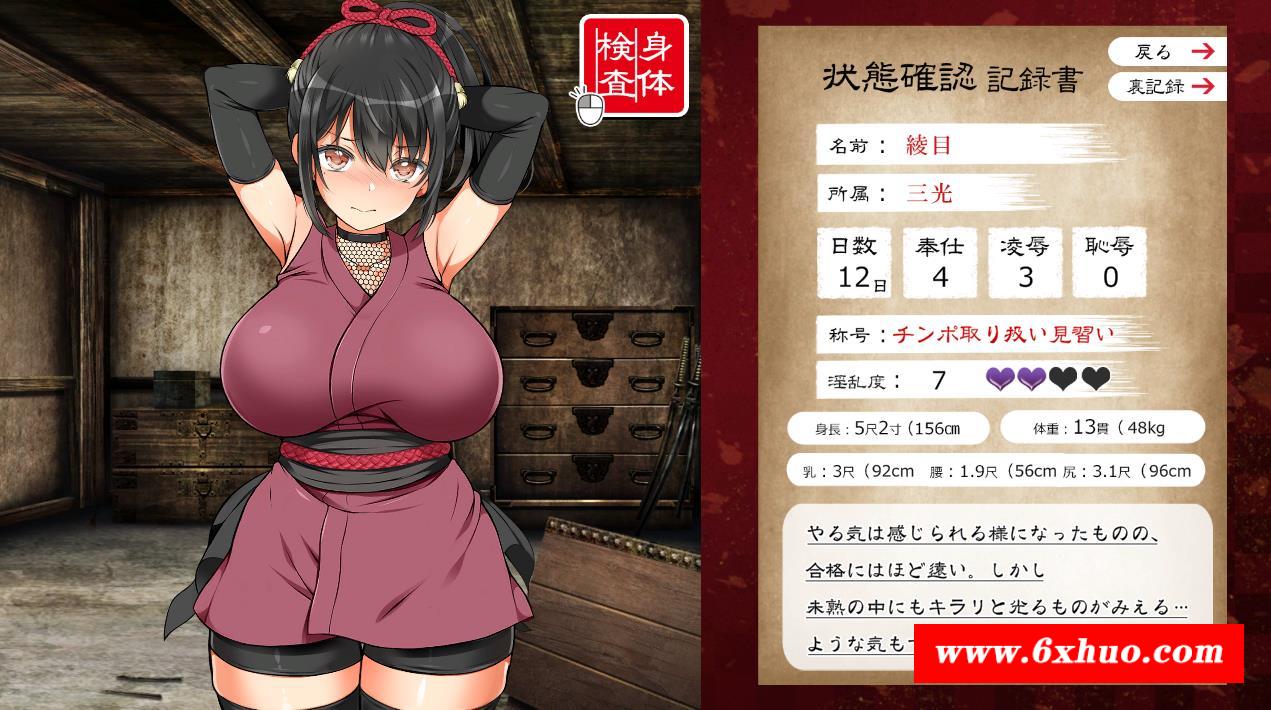 身体
検査
戻る
裏記録
状態確認 記録書
名前：綾目
所属：三光
日数 奉仕 凌辱 恥辱
12日 4 3 0
称号：チンポ取り扱い見習い
淫乱度： 7
身長：5尺2寸（156cm
体重：13貫（48kg
乳：3尺（92cm 腰：1.9尺（56cm 尻：3.1尺（96cm
やる気は感じられる様になったものの、
合格にはほど遠い。しかし
未熟の中にもキラリと光るものがみえる…
ような気も
www.6xhuo.com